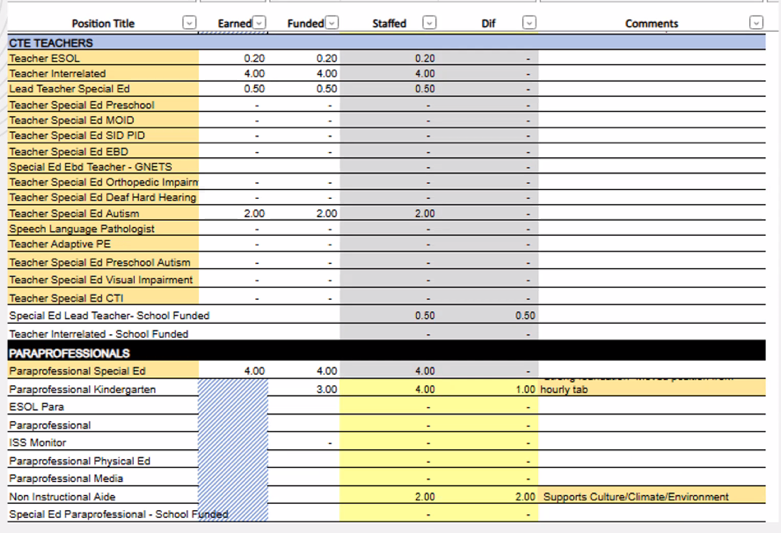 Position Title Earned Funded Staffed Dif Comments
CTE TEACHERS
Teacher ESOL 0.20 0.20 0.20 -
Teacher Interrelated 4.00 4.00 4.00 -
Lead Teacher Special Ed 0.50 0.50 0.50 -
Teacher Special Ed Preschool - - - -
Teacher Special Ed MOID - - - -
Teacher Special Ed SID PID - - - -
Teacher Special Ed EBD - - - -
Special Ed Ebd Teacher - GNETS - -
Teacher Special Ed Orthopedic Impairm - - - -
Teacher Special Ed Deaf Hard Hearing - - - -
Teacher Special Ed Autism 2.00 2.00 2.00 -
Speech Language Pathologist - - - -
Teacher Adaptive PE - - - -
Teacher Special Ed Preschool Autism - - - -
Teacher Special Ed Visual Impairment - - - -
Teacher Special Ed CTI - - - -
Special Ed Lead Teacher- School Funded 0.50 0.50
Teacher Interrelated - School Funded - -
PARAPROFESSIONALS
Paraprofessional Special Ed 4.00 4.00 4.00 -
Paraprofessional Kindergarten 3.00 4.00 1.00 hourly tab
ESOL Para - -
Paraprofessional - -
ISS Monitor - - -
Paraprofessional Physical Ed - -
Paraprofessional Media - -
Non Instructional Aide 2.00 2.00 Supports Culture/Climate/Environment
Special Ed Paraprofessional - School Funded - -